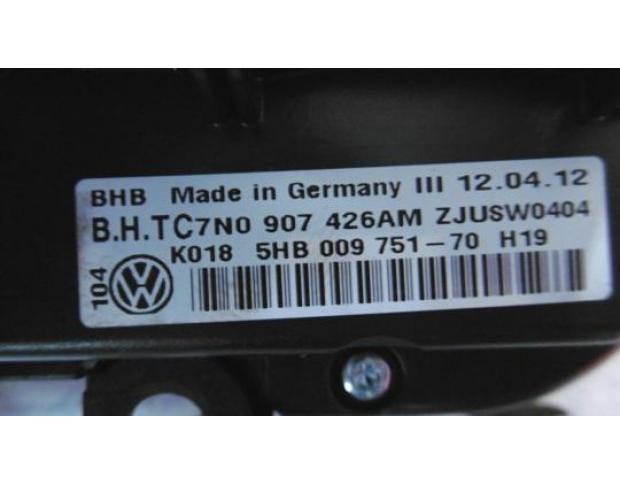 BHB Made in Germany III 12.04.12
B.H.TC7N0 907 426AM ZJUSW0404
K018 5HB 009 751-70 H19
104